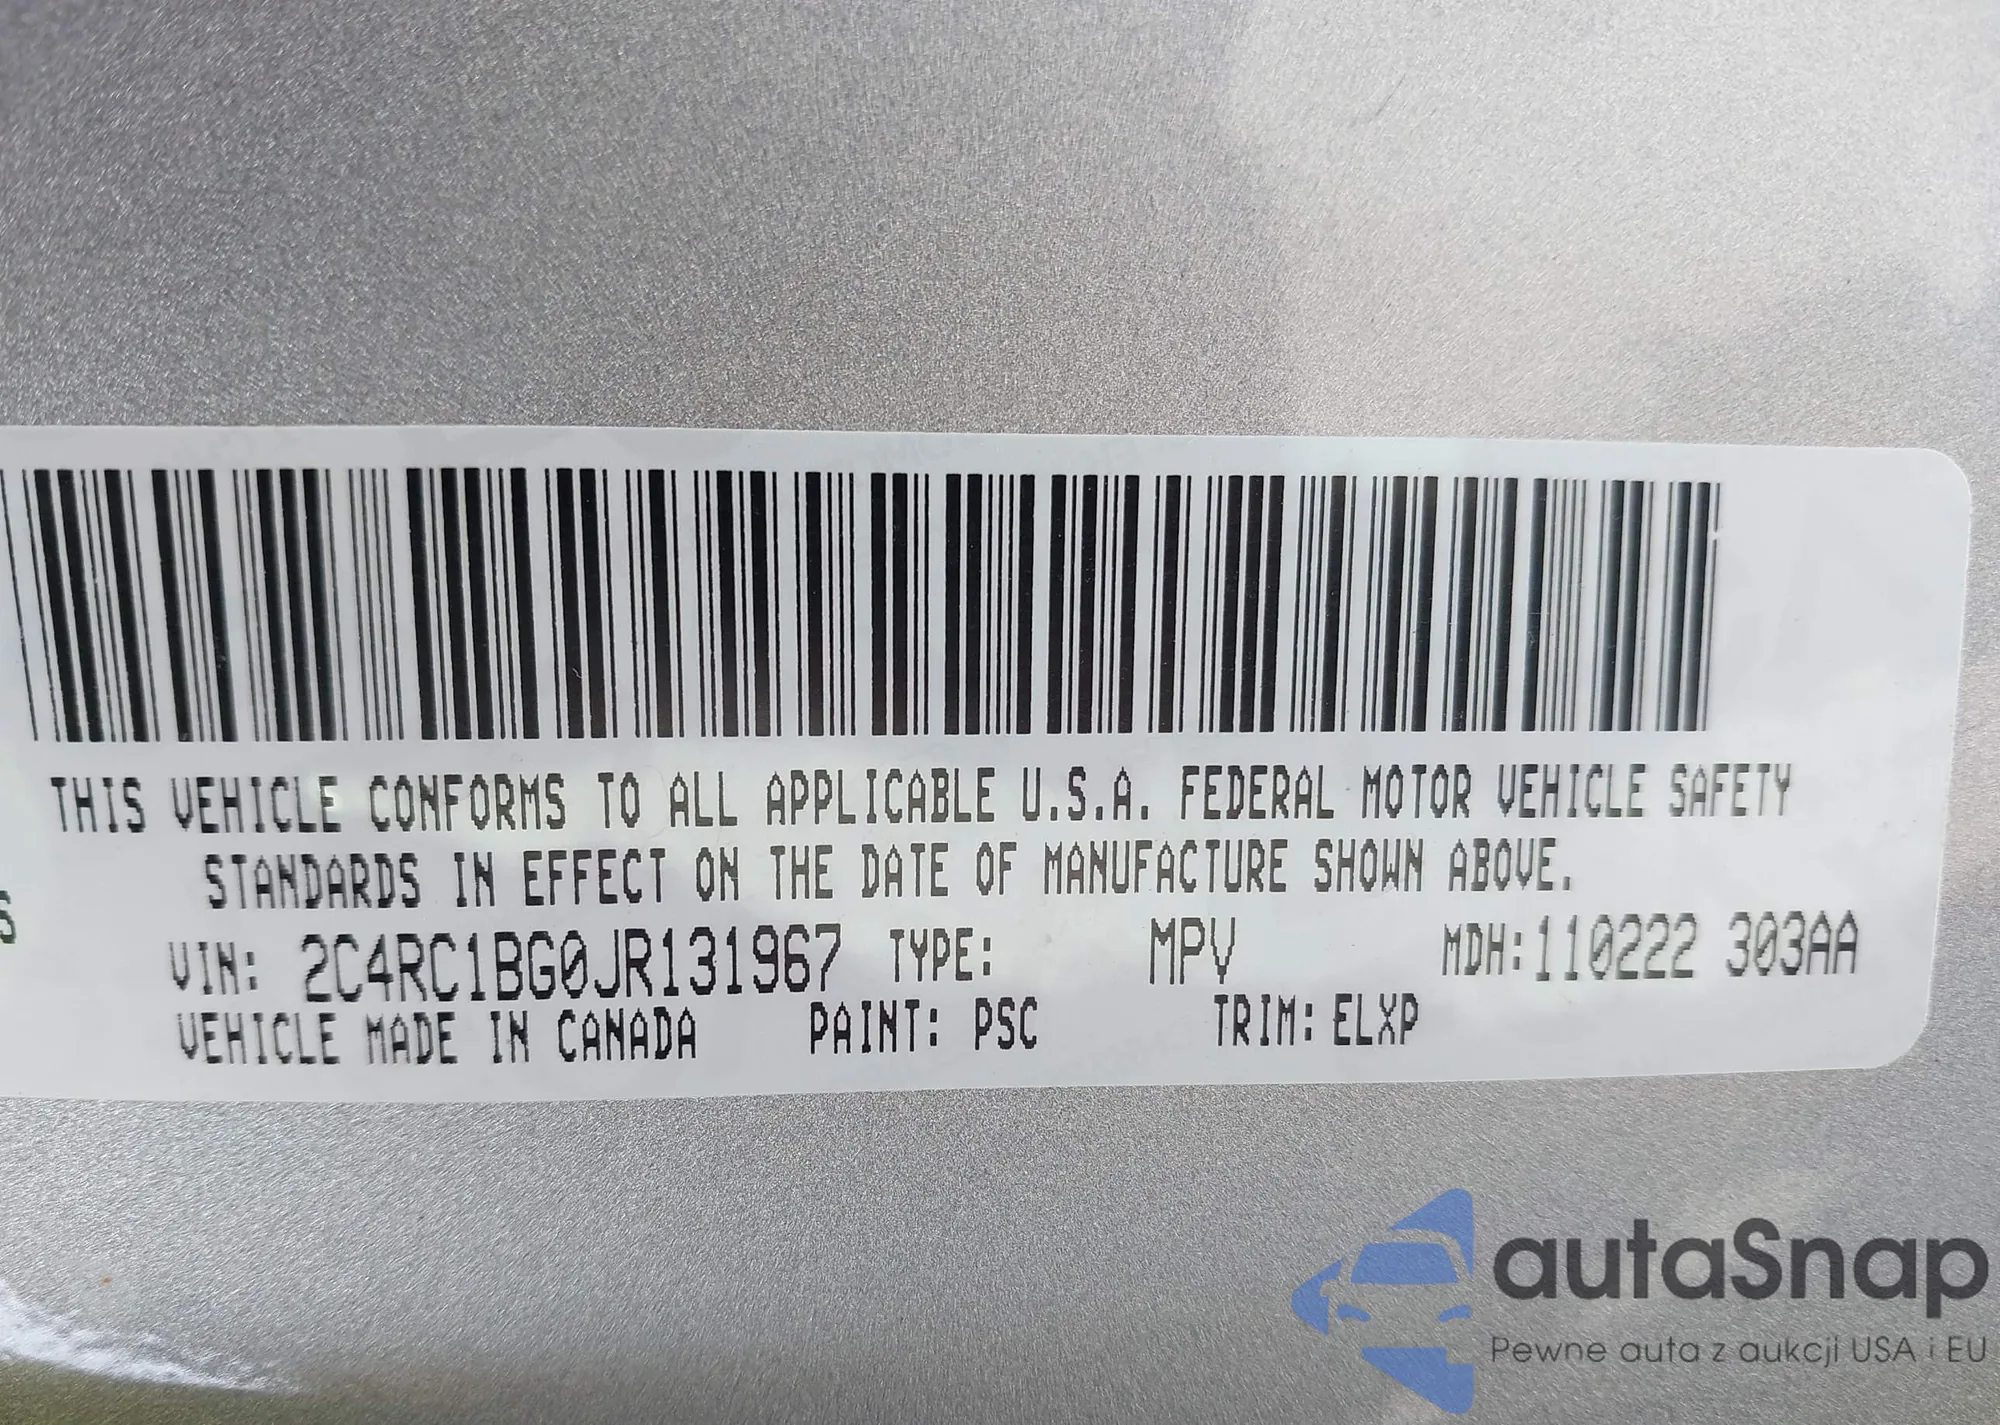 THIS VEHICLE CONFORMS TO ALL APPLICABLE U.S.A. FEDERAL MOTOR VEHICLE SAFETY
STANDARDS IN EFFECT ON THE DATE OF MANUFACTURE SHOWN ABOVE.
S
VIN: 2C4RC1BG0JR131967 TYPE: MPV MDH:110222 303AA
VEHICLE MADE IN CANADA PAINT: PSC TRIM: ELXP
autaSnap
Pewne auta z aukcji USA i EU